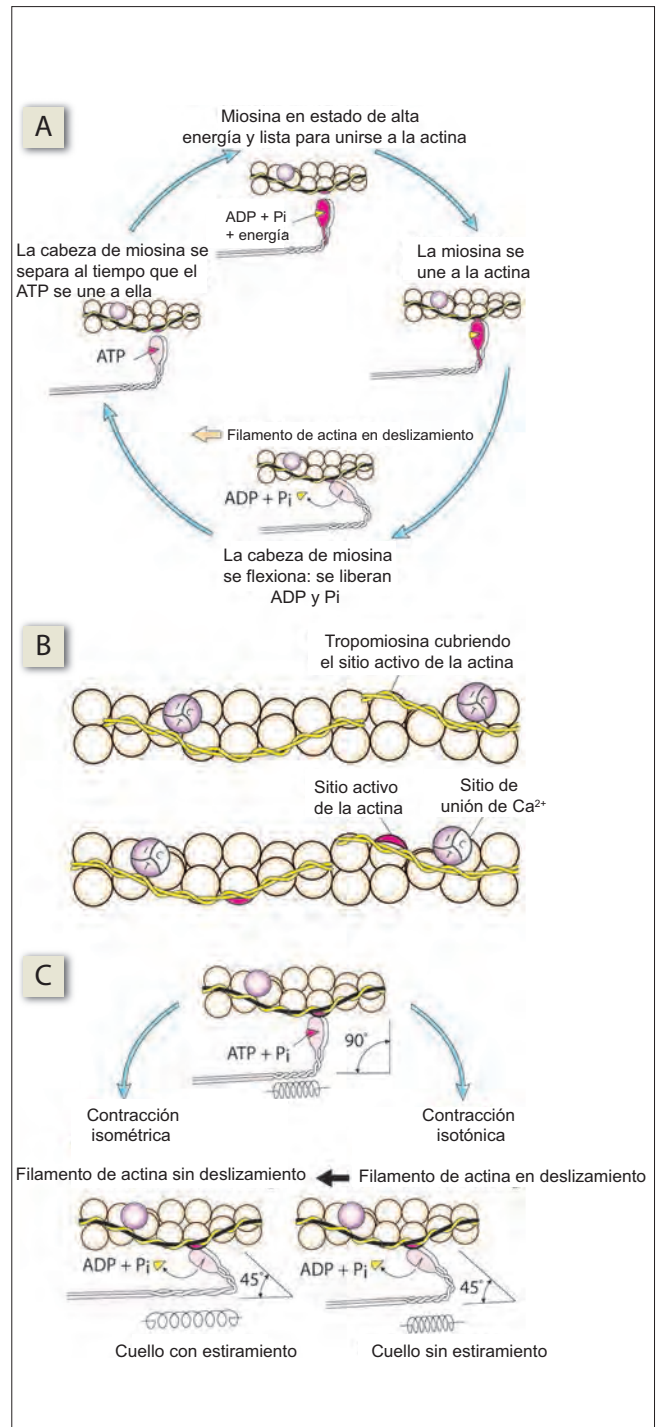 A
Miosina en estado de alta
energía y lista para unirse a la actina
ADP + Pi
+ energía
La cabeza de miosina se
separa al tiempo que el
ATP se une a ella
La miosina se
une a la actina
ATP
Filamento de actina en deslizamiento
ADP + Pi
La cabeza de miosina
se flexiona: se liberan
ADP y Pi
B
Tropomiosina cubriendo
el sitio activo de la actina
Sitio activo
de la actina
Sitio de
unión de Ca²⁺
C
ATP + Pi
90°
Contracción
isométrica
Contracción
isotónica
Filamento de actina sin deslizamiento
Filamento de actina en deslizamiento
ADP + Pi
45°
ADP + Pi
45°
Cuello con estiramiento
Cuello sin estiramiento